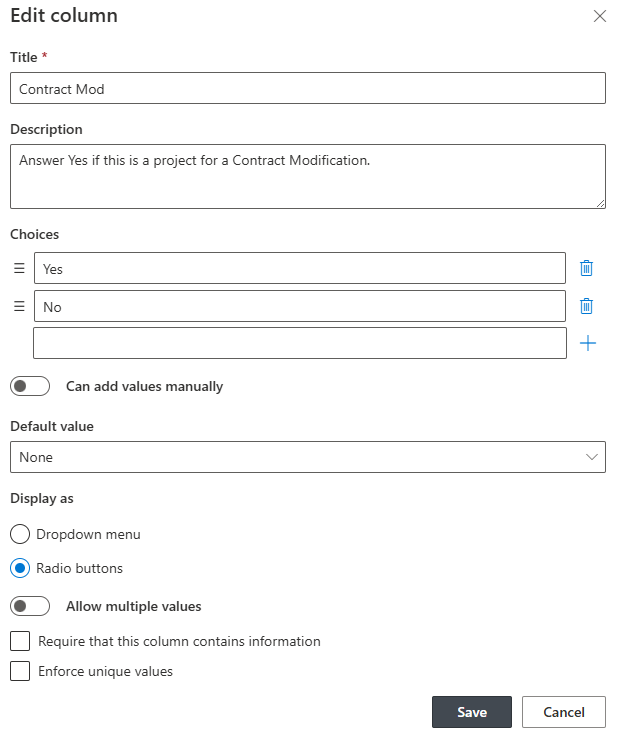 Edit column
Title *
Contract Mod
Description
Answer Yes if this is a project for a Contract Modification.
Choices
Yes
No
Can add values manually
Default value
None
Display as
Dropdown menu
Radio buttons
Allow multiple values
Require that this column contains information
Enforce unique values
Save Cancel